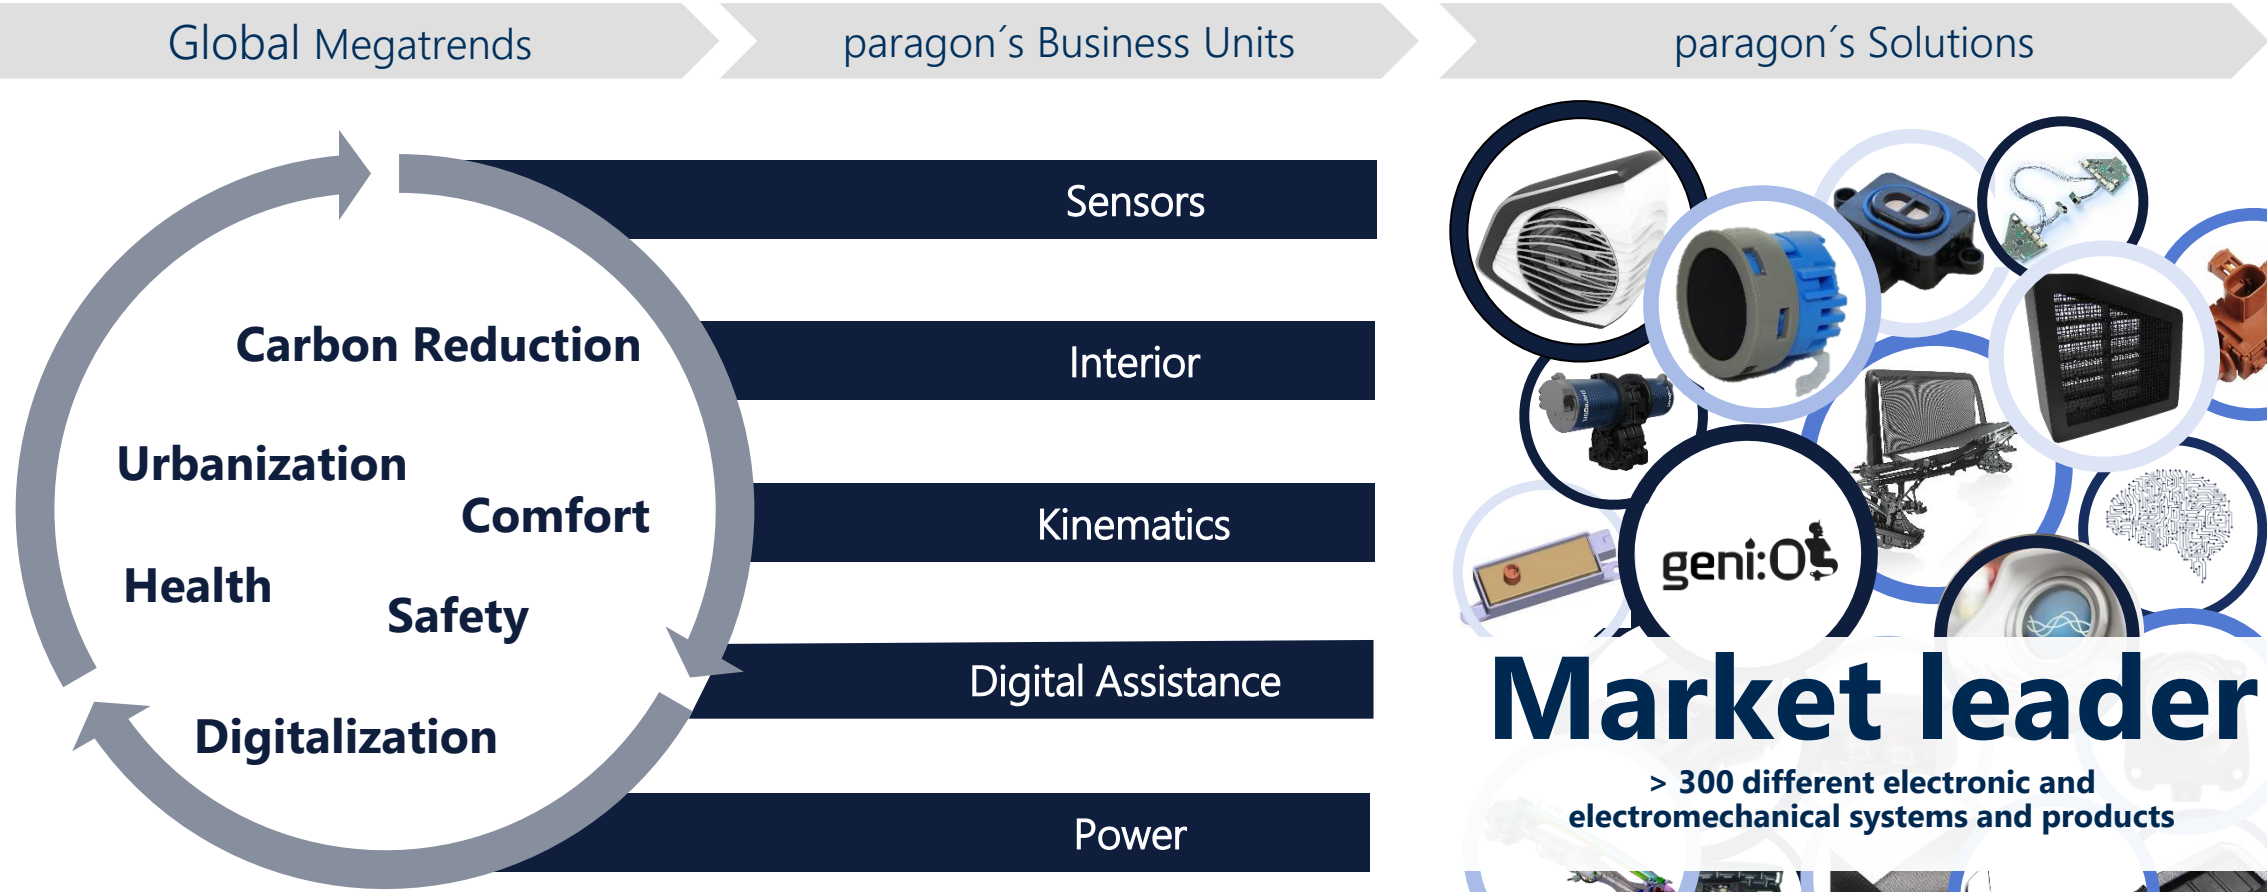 Global Megatrends
paragon´s Business Units
paragon´s Solutions
Carbon Reduction
Urbanization
Comfort
Health
Safety
Digitalization
Sensors
Interior
Kinematics
Digital Assistance
Power
geni:OS
Market leader
> 300 different electronic and
electromechanical systems and products